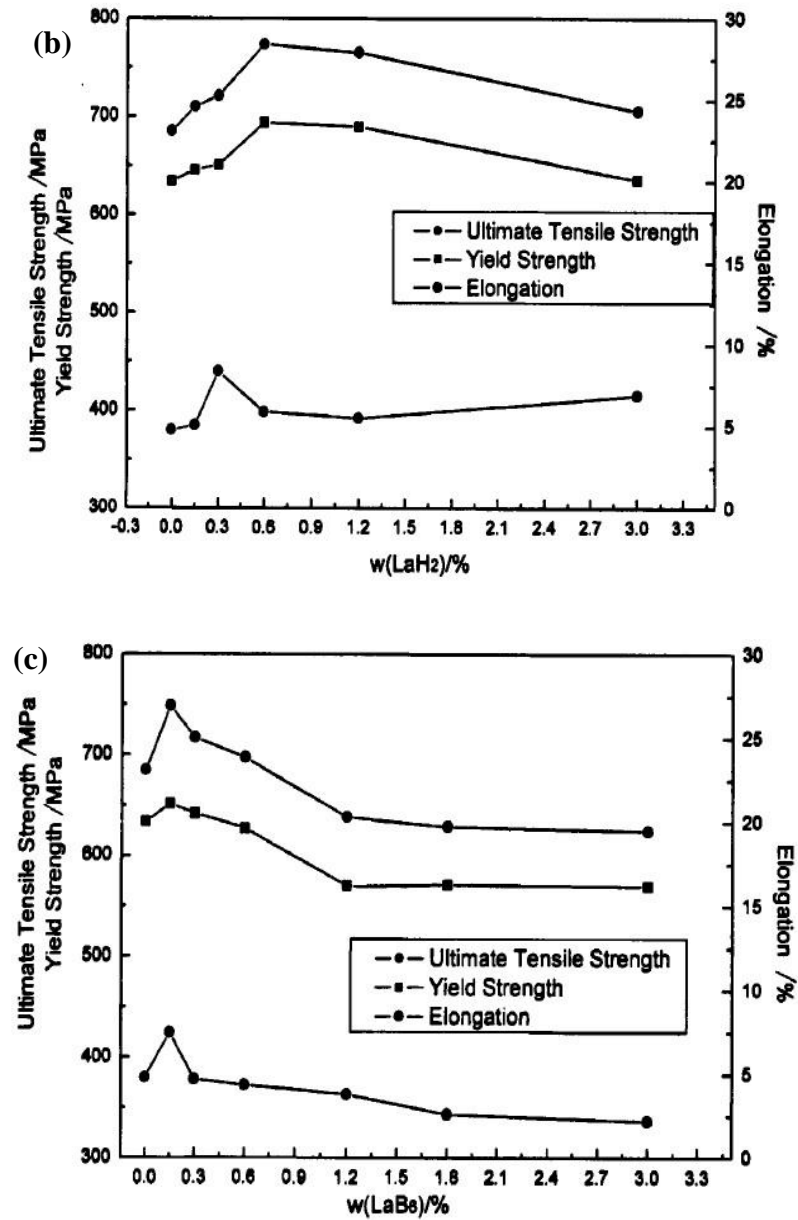 (b)
800
700
600
500
400
300
Ultimate Tensile Strength /MPa
Yield Strength /MPa
30
25
20
15
10
5
0
Elongation /%
Ultimate Tensile Strength
Yield Strength
Elongation
-0.3 0.0 0.3 0.6 0.9 1.2 1.5 1.8 2.1 2.4 2.7 3.0 3.3
w(LaH2)/%
(c)
800
700
600
500
400
300
Ultimate Tensile Strength /MPa
Yield Strength /MPa
30
25
20
15
10
5
0
Elongation /%
Ultimate Tensile Strength
Yield Strength
Elongation
0.0 0.3 0.6 0.9 1.2 1.5 1.8 2.1 2.4 2.7 3.0 3.3
w(LaB6)/%